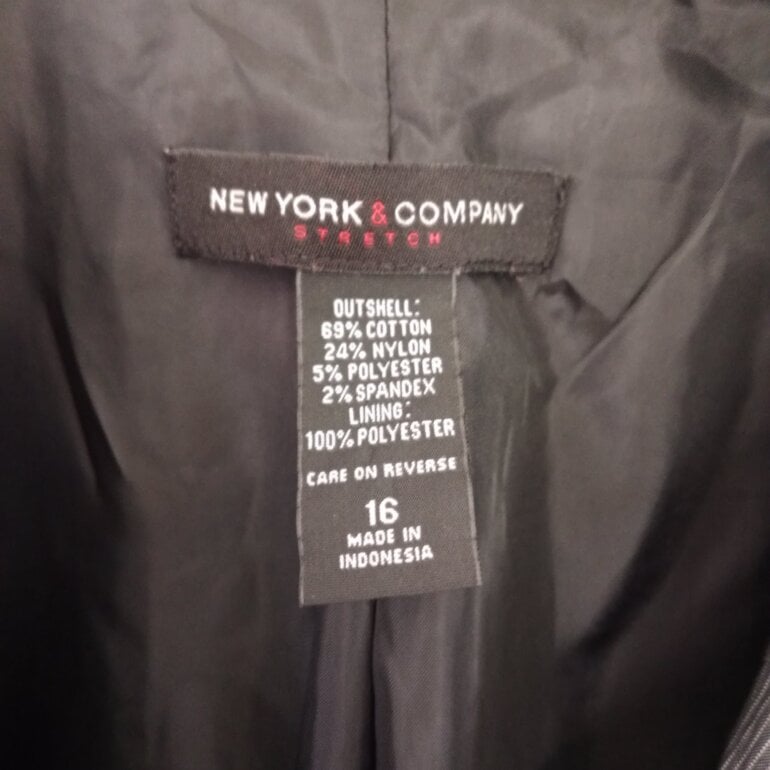 NEW YORK & COMPANY
STRETCH
OUTSHELL:
69% COTTON
24% NYLON
5% POLYESTER
2% SPANDEX
LINING:
100% POLYESTER
CARE ON REVERSE
16
MADE IN
INDONESIA